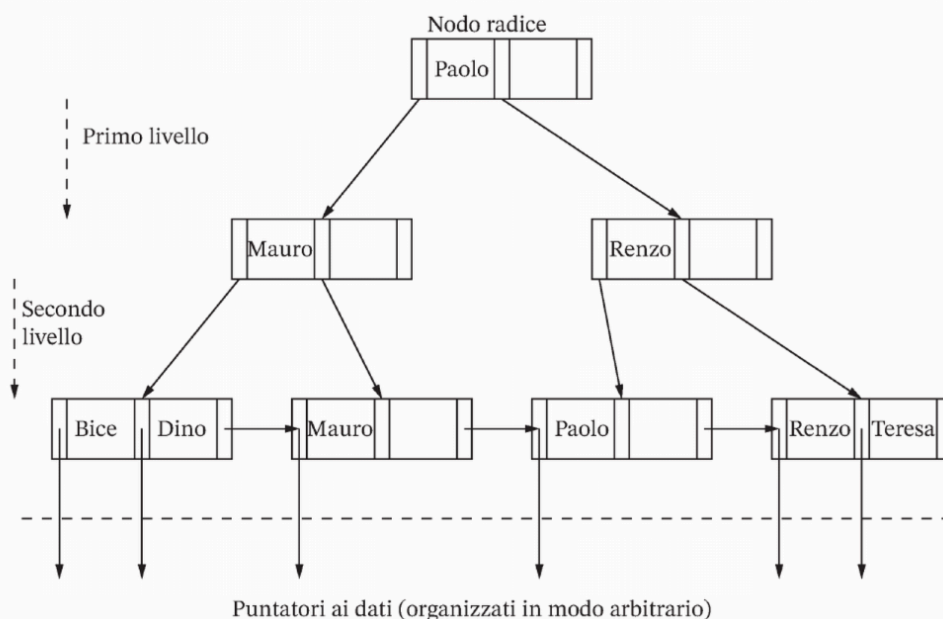 Nodo radice
Paolo
Primo livello
Mauro
Renzo
Secondo
livello
Bice Dino Mauro Paolo Renzo Teresa
Puntatori ai dati (organizzati in modo arbitrario)